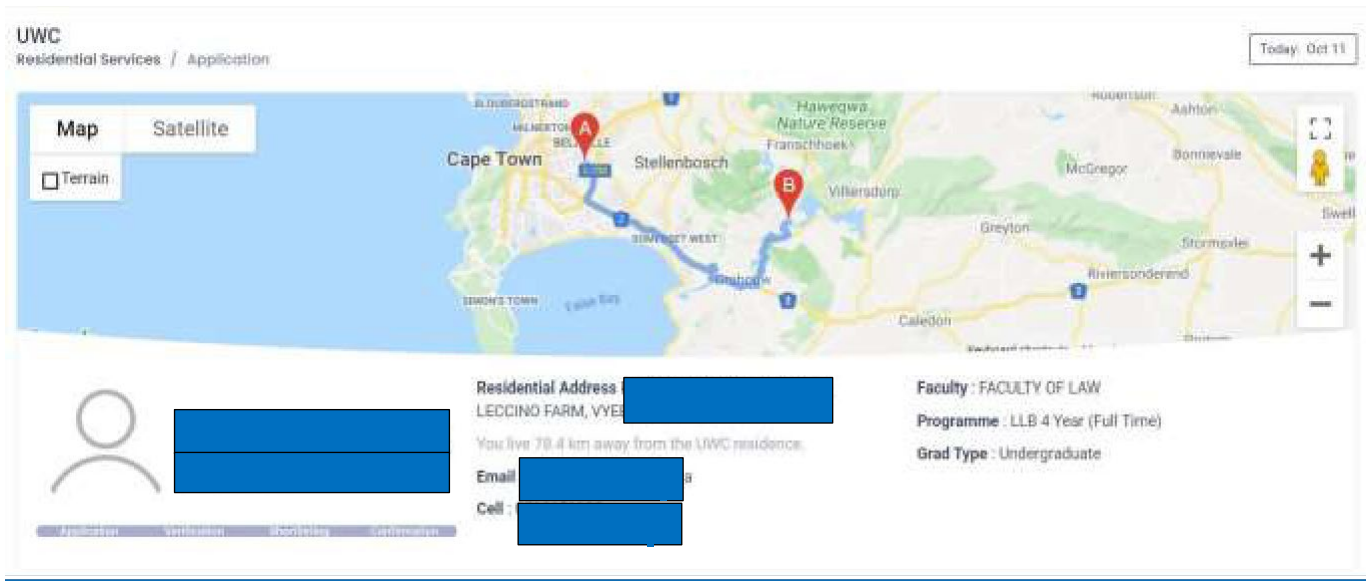 UWC
Residential Services / Application
Today: Oct 11
Map Satellite
Terrain
Cape Town
Stellenbosch
Haweqwa
Nature Reserve
Franschhoek
Villiersdorp
Ashton
Bonnievale
McGregor
Greyton
Stormsvlei
Riviersonderend
Caledon
SOMERSET WEST
Grabouw
SIMON'S TOWN
False Bay
A
B
Residential Address
LECCINO FARM, VYE
You live 78.4 km away from the UWC residence.
Email
a
Cell :
Faculty : FACULTY OF LAW
Programme : LLB 4 Year (Full Time)
Grad Type : Undergraduate
Application Verification Shortlisting Confirmation